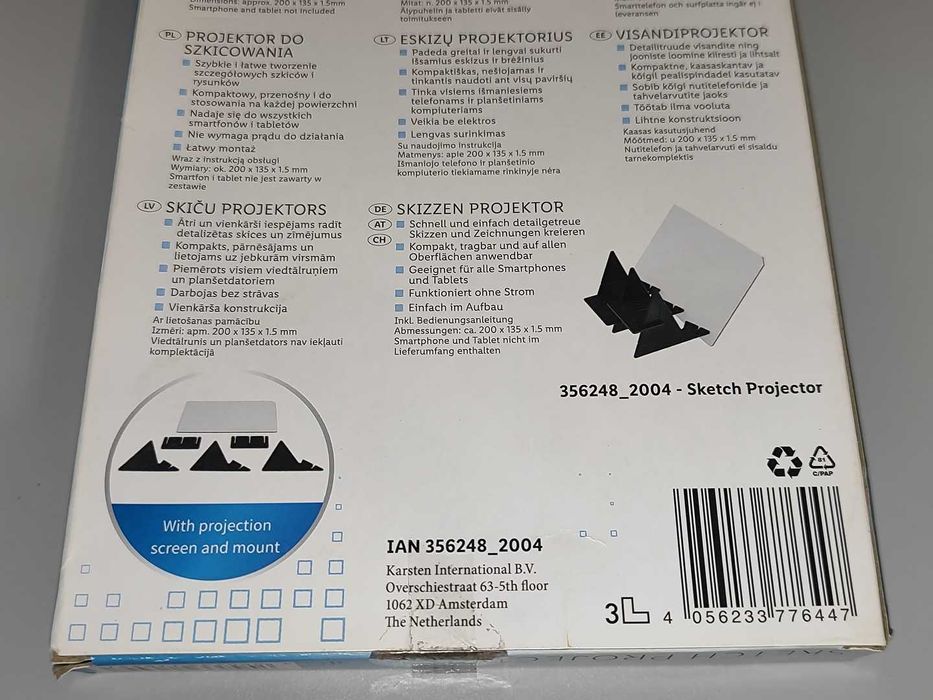 Dimensions: approx. 200 x 135 x 1.5mm
Smartphone and tablet not included
Mitat: n. 200 x 135 x 1.5 mm
Älypuhelin ja tabletti eivät sisälly
toimitukseen
Smarttelefon och surfplatta ingår ej i
leveransen
PL PROJEKTOR DO
SZKICOWANIA
Szybkie i łatwe tworzenie
szczegółowych szkiców i
rysunków
Kompaktowy, przenośny i do
stosowania na każdej powierzchni
Nadaje się do wszystkich
smartfonów i tabletów
Nie wymaga prądu do działania
Łatwy montaż
Wraz z instrukcją obsługi
Wymiary: ok. 200 x 135 x 1.5 mm
Smartfon i tablet nie jest zawarty w
zestawie
LT ESKIZŲ PROJEKTORIUS
Padeda greitai ir lengvai sukurti
išsamius eskizus ir brėžinius
Kompaktiškas, nešiojamas ir
tinkantis naudoti ant visų paviršių
Tinka visiems išmaniesiems
telefonams ir planšetiniams
kompiuteriams
Veikia be elektros
Lengvas surinkimas
Su naudojimo instrukcija
Matmenys: apie 200 x 135 x 1.5 mm
Išmaniojo telefono ir planšetinio
kompiuterio tiekiamame rinkinyje nėra
EE VISANDIPROJEKTOR
Detailitruude visandite ning
jooniste loomine kiiresti ja lihtsalt
Kompaktne, kaasaskantav ja
kõigil pealispindadel kasutatav
Sobib kõigi nutitelefonide ja
tahvelarvutite jaoks
Töötab ilma vooluta
Lihtne konstruktsioon
Kaasas kasutusjuhend
Mõõtmed: u 200 x 135 x 1.5 mm
Nutitelefon ja tahvelarvuti ei sisaldu
tarnekomplektis
LV SKIČU PROJEKTORS
Ātri un vienkārši iespējams radīt
detalizētas skices un zīmējumus
Kompakts, pārnēsājams un
lietojams uz jebkurām virsmām
Piemērots visiem viedtālruņiem
un planšetdatoriem
Darbojas bez strāvas
Vienkārša konstrukcija
Ar lietošanas pamācību
Izmēri: apm. 200 x 135 x 1.5 mm
Viedtālrunis un planšetdators nav iekļauti
komplektācijā
DE AT CH SKIZZEN PROJEKTOR
Schnell und einfach detailgetreue
Skizzen und Zeichnungen kreieren
Kompakt, tragbar und auf allen
Oberflächen anwendbar
Geeignet für alle Smartphones
und Tablets
Funktioniert ohne Strom
Einfach im Aufbau
Inkl. Bedienungsanleitung
Abmessungen: ca. 200 x 135 x 1.5 mm
Smartphone und Tablet nicht im
Lieferumfang enthalten
356248_2004 - Sketch Projector
81
C/PAP
With projection
screen and mount
IAN 356248_2004
Karsten International B.V.
Overschiestraat 63-5th floor
1062 XD Amsterdam
The Netherlands
3L
4 056233 776447